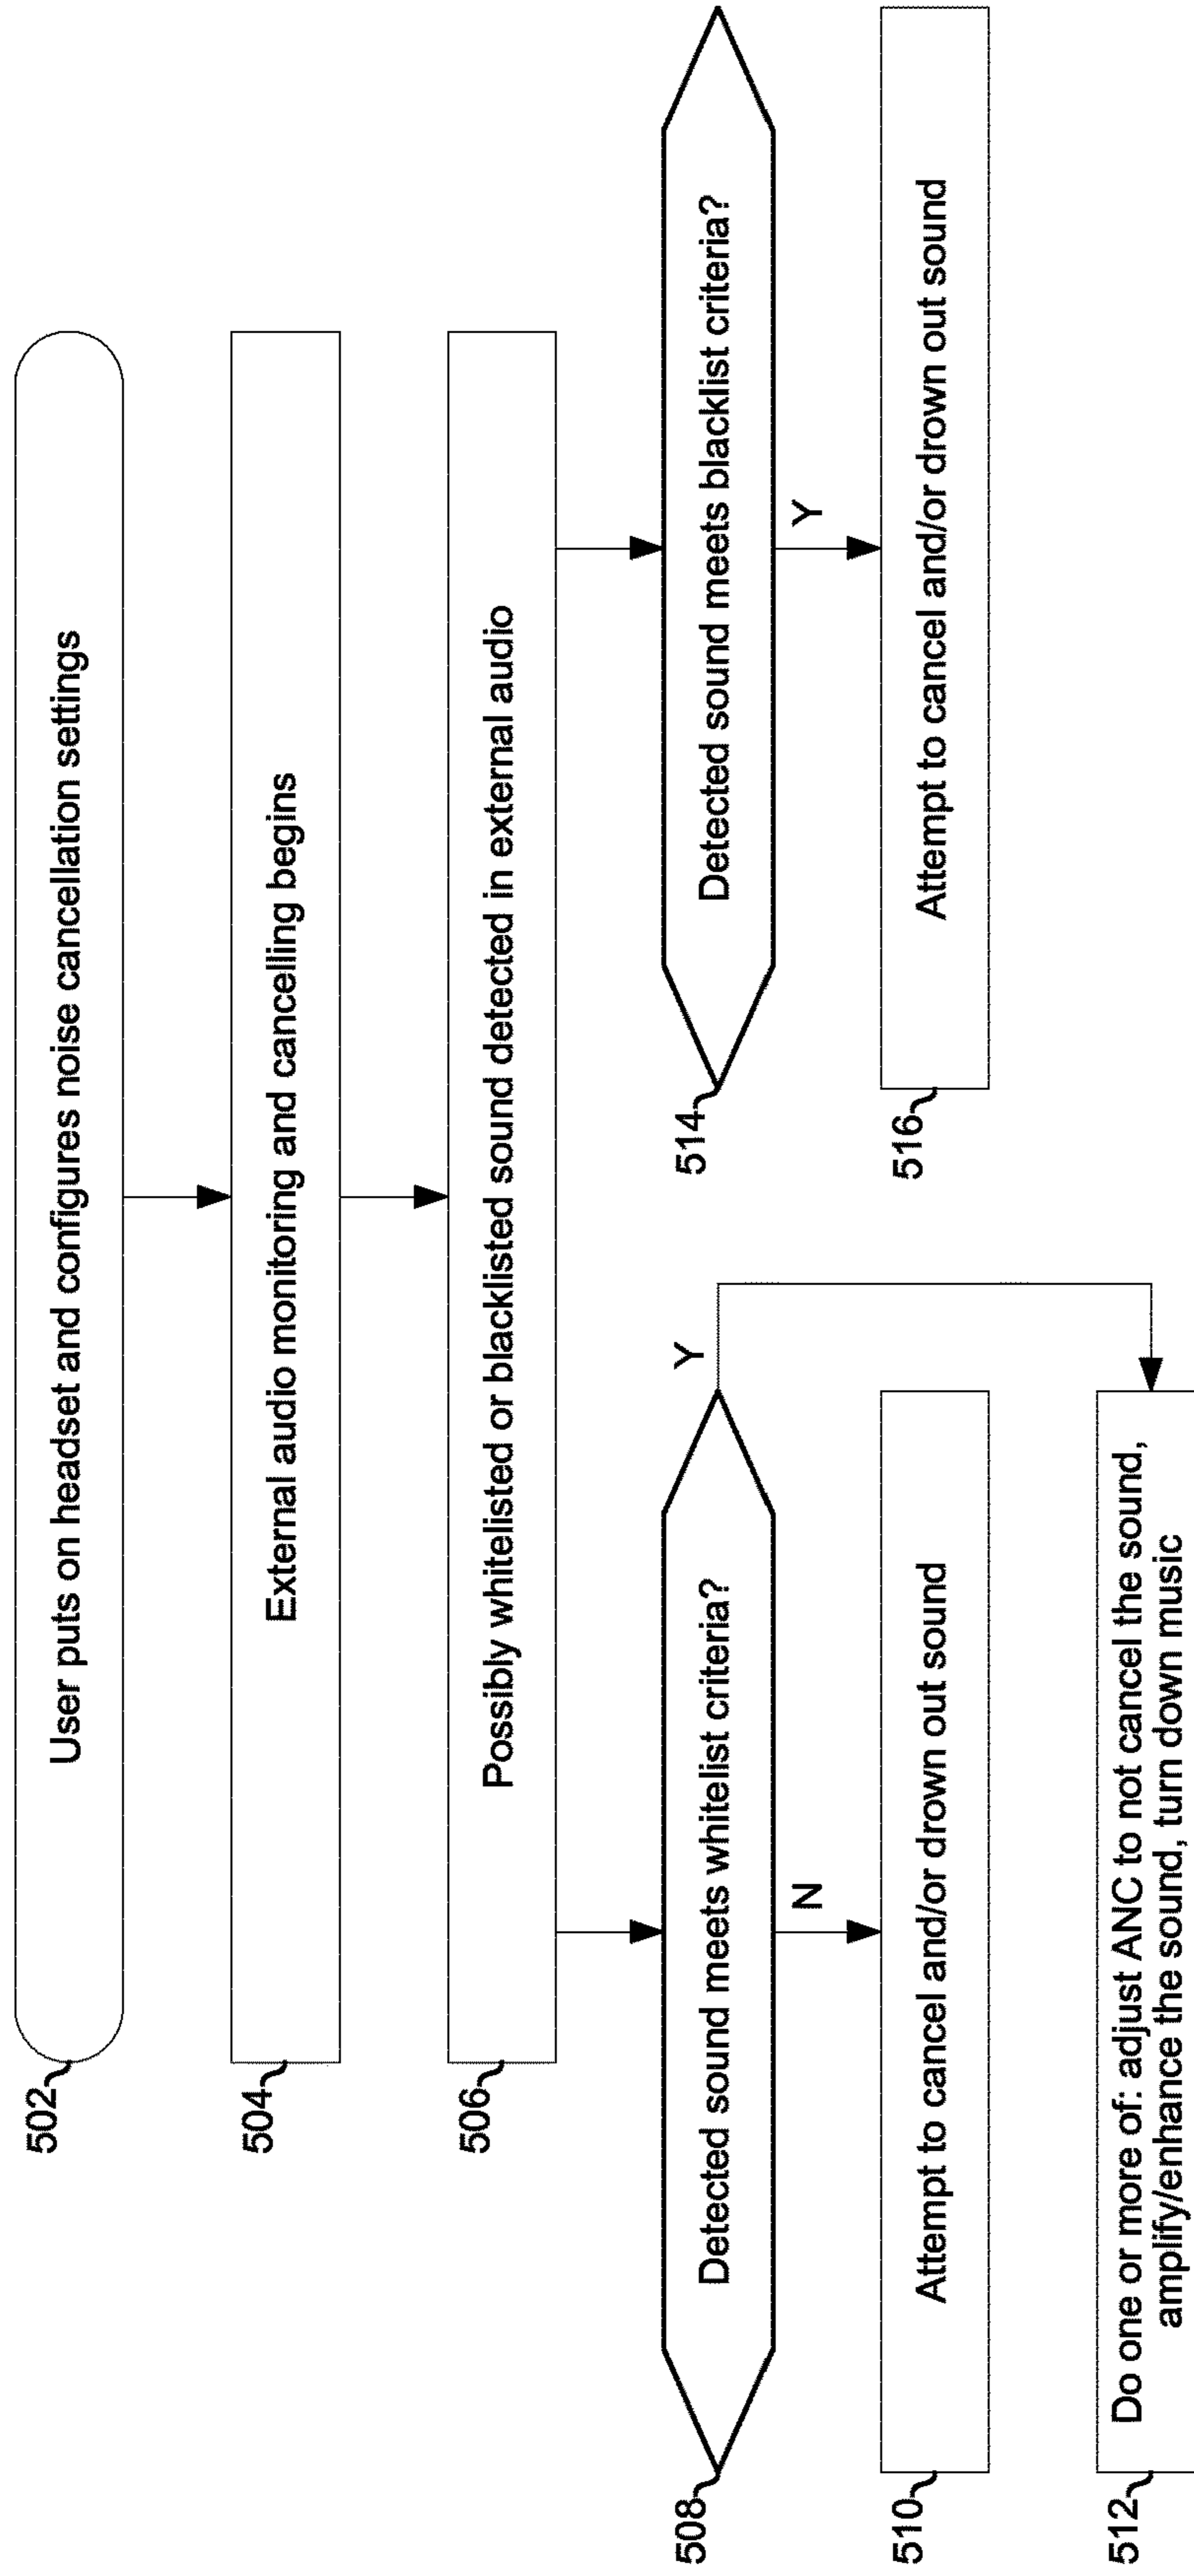 502
User puts on headset and configures noise cancellation settings
504
External audio monitoring and cancelling begins
506
Possibly whitelisted or blacklisted sound detected in external audio
508
Detected sound meets whitelist criteria?
Y
N
510
Attempt to cancel and/or drown out sound
512
Do one or more of: adjust ANC to not cancel the sound,
amplify/enhance the sound, turn down music
514
Detected sound meets blacklist criteria?
Y
516
Attempt to cancel and/or drown out sound